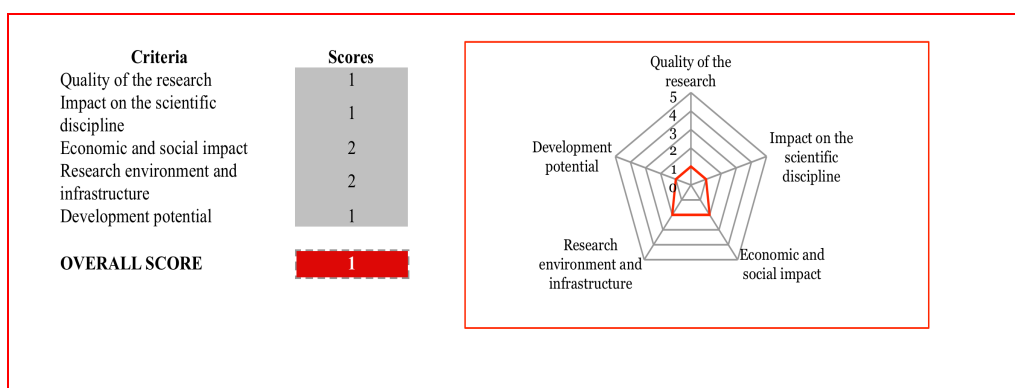 Criteria Scores
Quality of the research 1
Impact on the scientific
discipline 1
Economic and social impact 2
Research environment and
infrastructure 2
Development potential 1
OVERALL SCORE 1
Quality of the
research
5
4
3
2
1
0
Impact on the
scientific
discipline
Economic and
social impact
Research
environment and
infrastructure
Development
potential